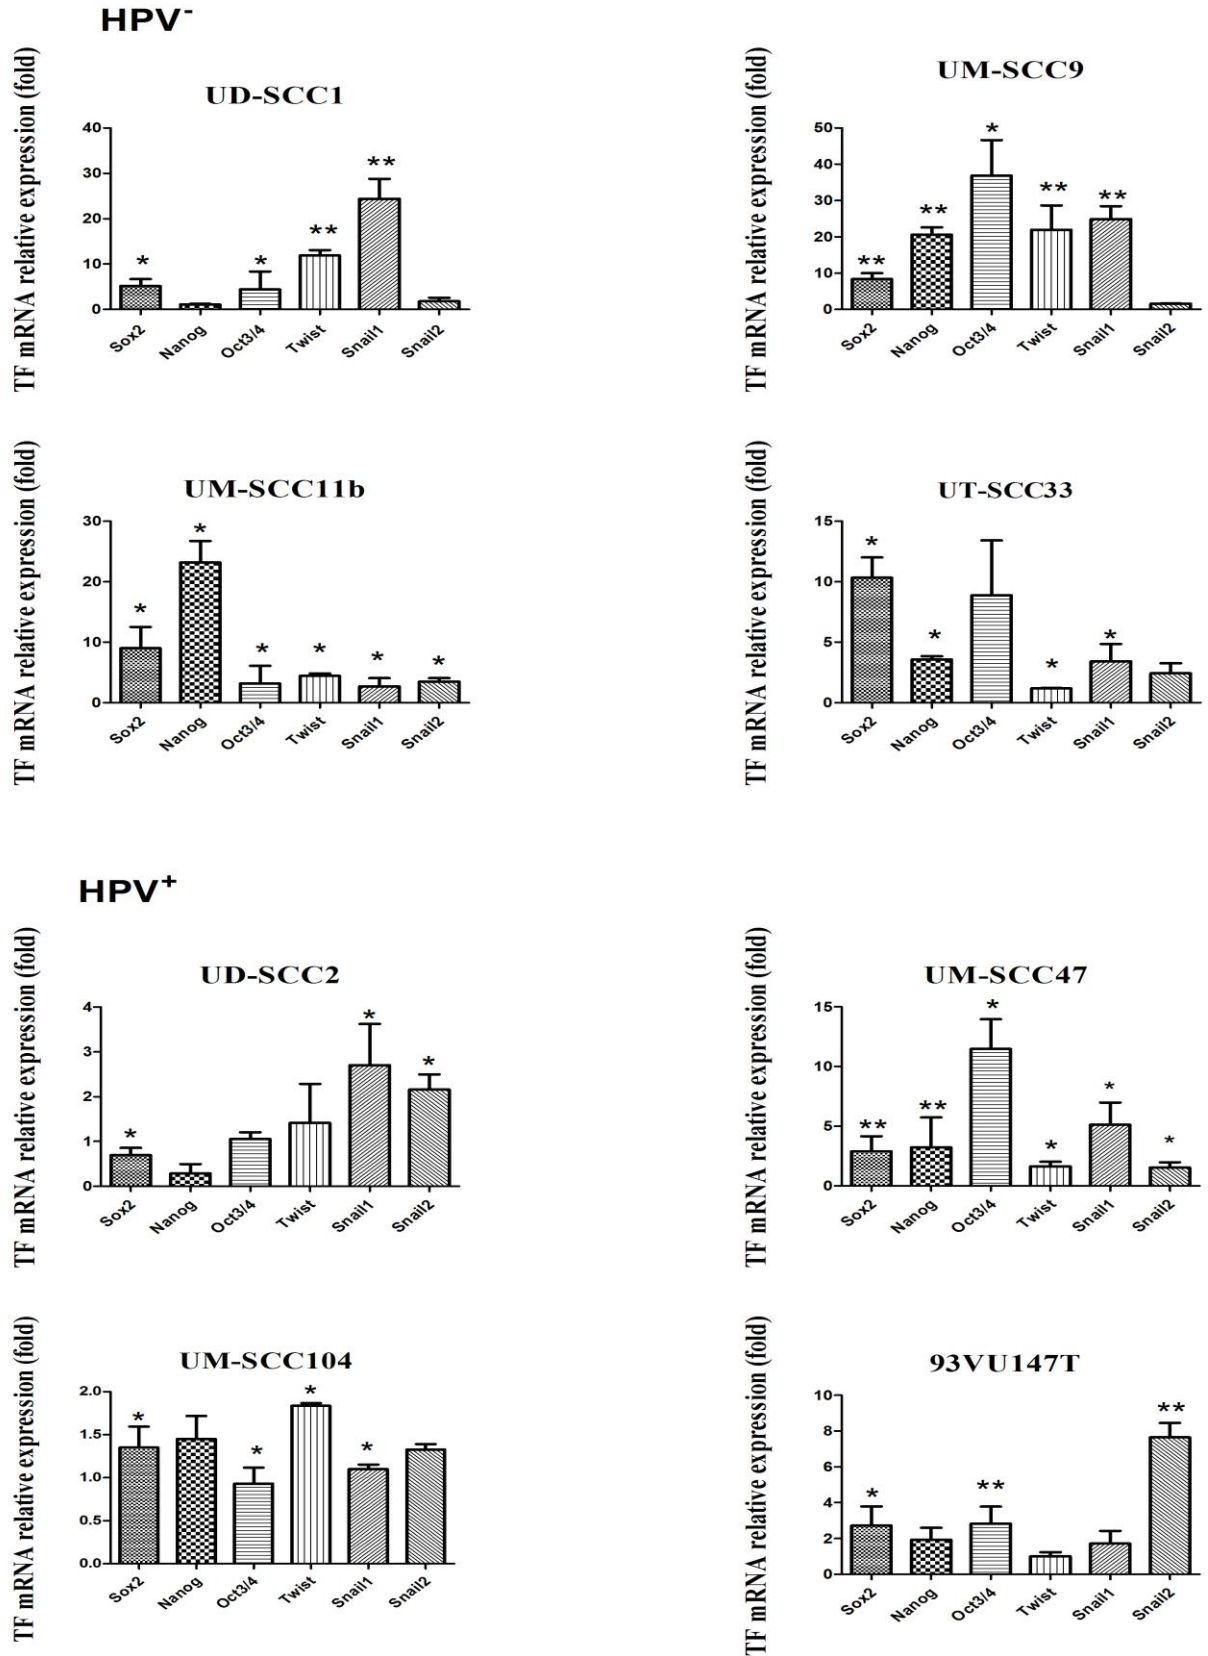 HPV-
TF mRNA relative expression (fold)
UD-SCC1
40
30
20
10
0
* * ** **
Sox2 Nanog Oct3/4 Twist Snail1 Snail2
TF mRNA relative expression (fold)
UM-SCC9
50
40
30
20
10
0
** ** * ** **
Sox2 Nanog Oct3/4 Twist Snail1 Snail2
TF mRNA relative expression (fold)
UM-SCC11b
30
20
10
0
* * * * * *
Sox2 Nanog Oct3/4 Twist Snail1 Snail2
TF mRNA relative expression (fold)
UT-SCC33
15
10
5
0
* * * *
Sox2 Nanog Oct3/4 Twist Snail1 Snail2
HPV+
TF mRNA relative expression (fold)
UD-SCC2
4
3
2
1
0
* * *
Sox2 Nanog Oct3/4 Twist Snail1 Snail2
TF mRNA relative expression (fold)
UM-SCC47
15
10
5
0
** ** * * * *
Sox2 Nanog Oct3/4 Twist Snail1 Snail2
TF mRNA relative expression (fold)
UM-SCC104
2.0
1.5
1.0
0.5
0.0
* * * *
Sox2 Nanog Oct3/4 Twist Snail1 Snail2
TF mRNA relative expression (fold)
93VU147T
10
8
6
4
2
0
* ** **
Sox2 Nanog Oct3/4 Twist Snail1 Snail2